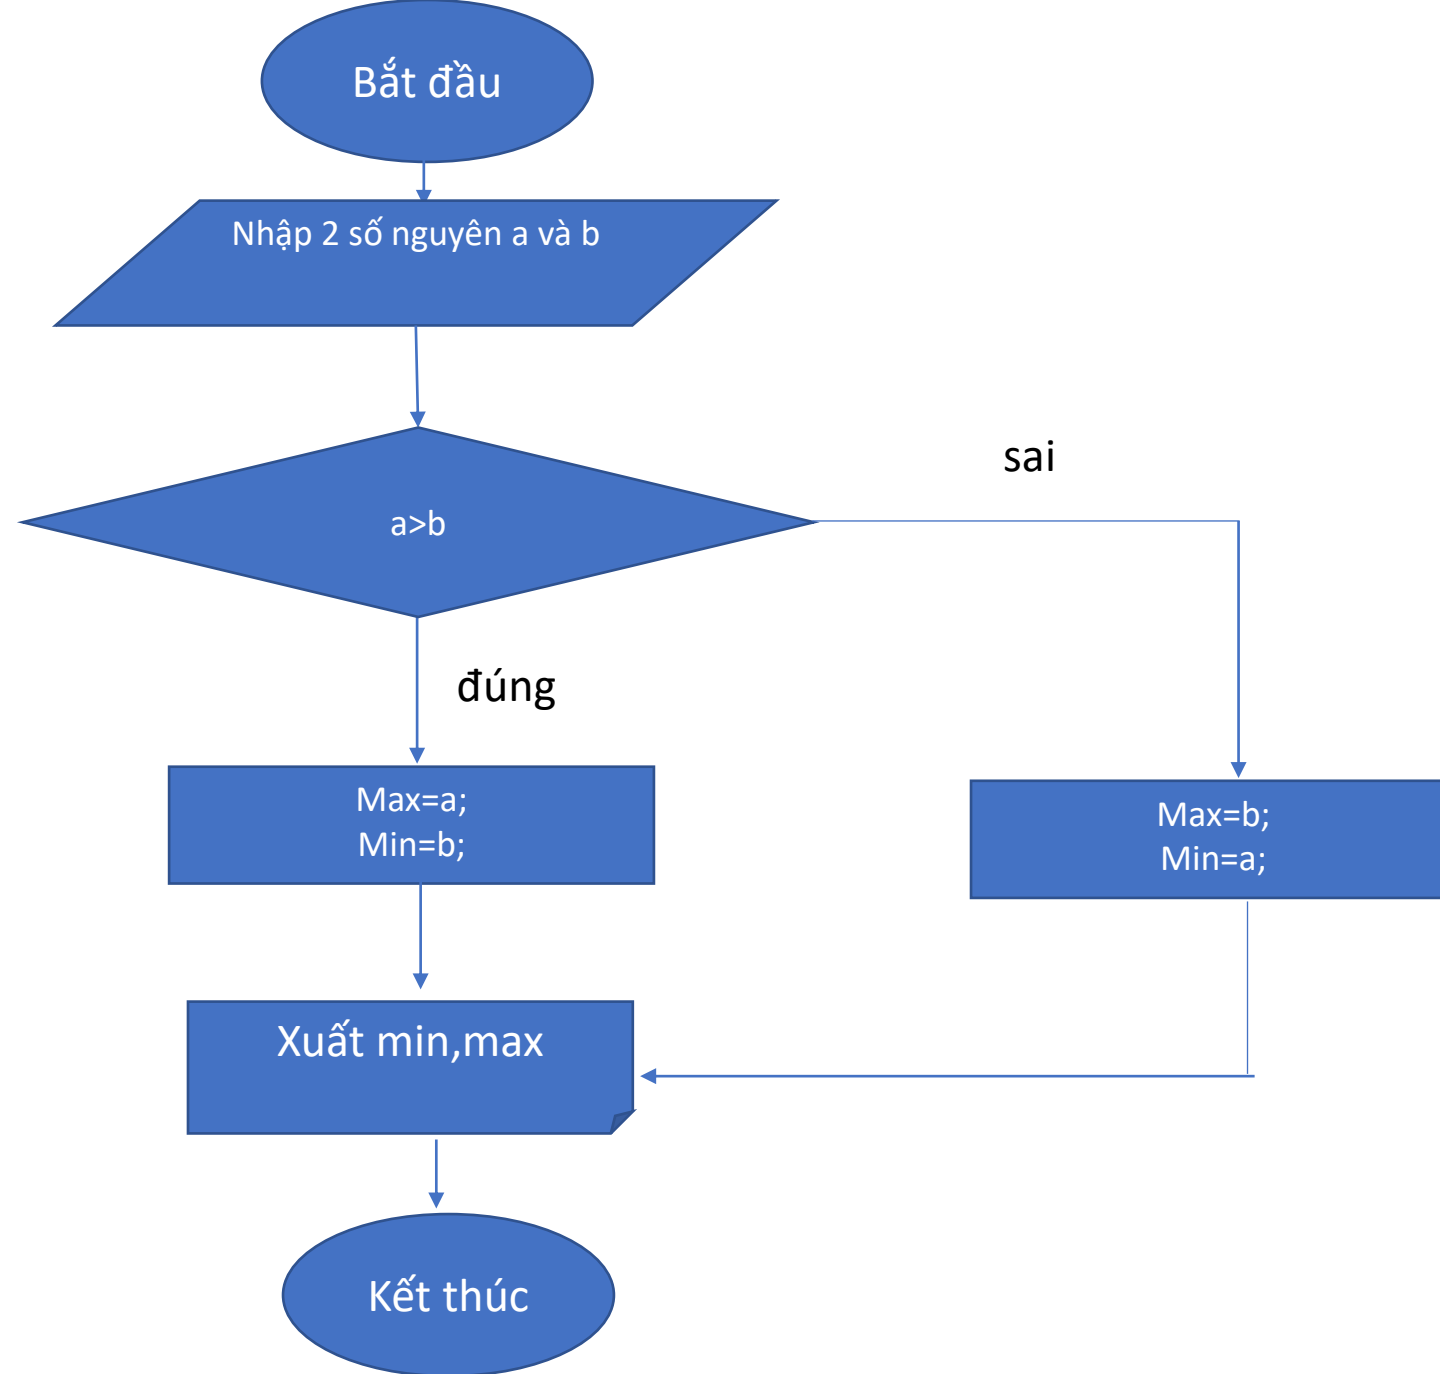 Bắt đầu
Nhập 2 số nguyên a và b
sai
a>b
đúng
Max=a;
Min=b;
Max=b;
Min=a;
Xuất min,max
Kết thúc